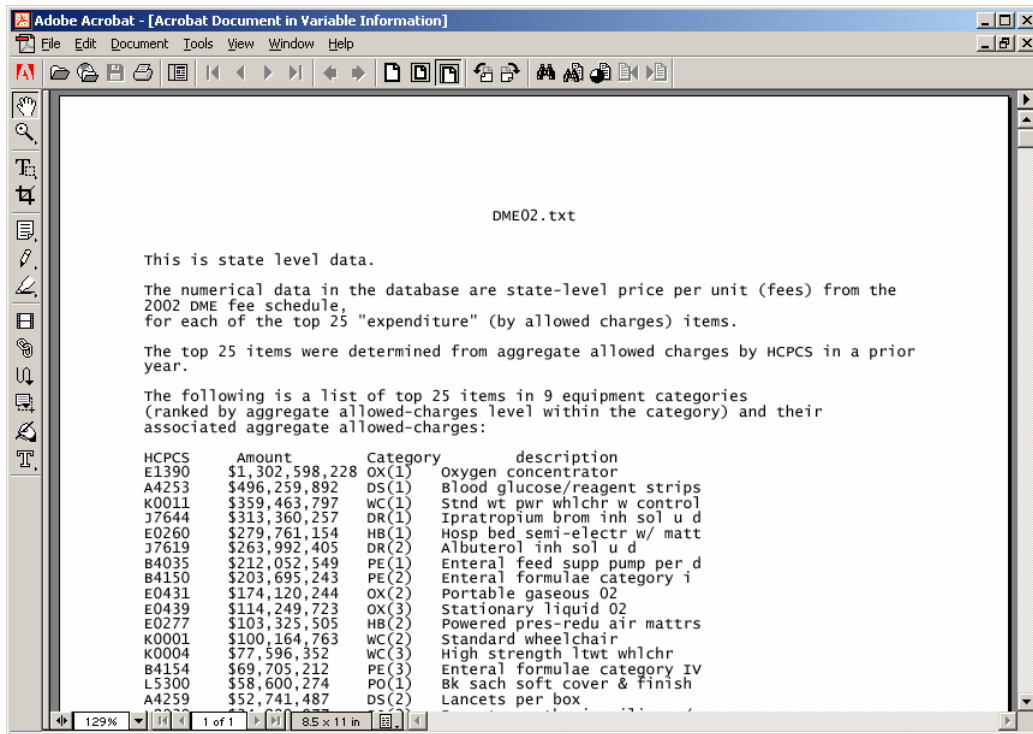 Adobe Acrobat - [Acrobat Document in Variable Information]
File Edit Document Tools View Window Help
DME02.txt
This is state level data.
The numerical data in the database are state-level price per unit (fees) from the
2002 DME fee schedule,
for each of the top 25 "expenditure" (by allowed charges) items.
The top 25 items were determined from aggregate allowed charges by HCPCS in a prior
year.
The following is a list of top 25 items in 9 equipment categories
(ranked by aggregate allowed-charges level within the category) and their
associated aggregate allowed-charges:
HCPCS Amount Category description
E1390 $1,302,598,228 OX(1) Oxygen concentrator
A4253 $496,259,892 DS(1) Blood glucose/reagent strips
K0011 $359,463,797 WC(1) Stnd wt pwr whlchr w control
J7644 $313,360,257 DR(1) Ipratropium brom inh sol u d
E0260 $279,761,154 HB(1) Hosp bed semi-electr w/ matt
J7619 $263,992,405 DR(2) Albuterol inh sol u d
B4035 $212,052,549 PE(1) Enteral feed supp pump per d
B4150 $203,695,243 PE(2) Enteral formulae category i
E0431 $174,120,244 OX(2) Portable gaseous 02
E0439 $114,249,723 OX(3) Stationary liquid 02
E0277 $103,325,505 HB(2) Powered pres-redu air mattrs
K0001 $100,164,763 WC(2) Standard wheelchair
K0004 $77,596,352 WC(3) High strength ltwt whlchr
B4154 $69,705,212 PE(3) Enteral formulae category IV
L5300 $58,600,274 PO(1) Bk sach soft cover & finish
A4259 $52,741,487 DS(2) Lancets per box
129% 1 of 1 8.5 x 11 in